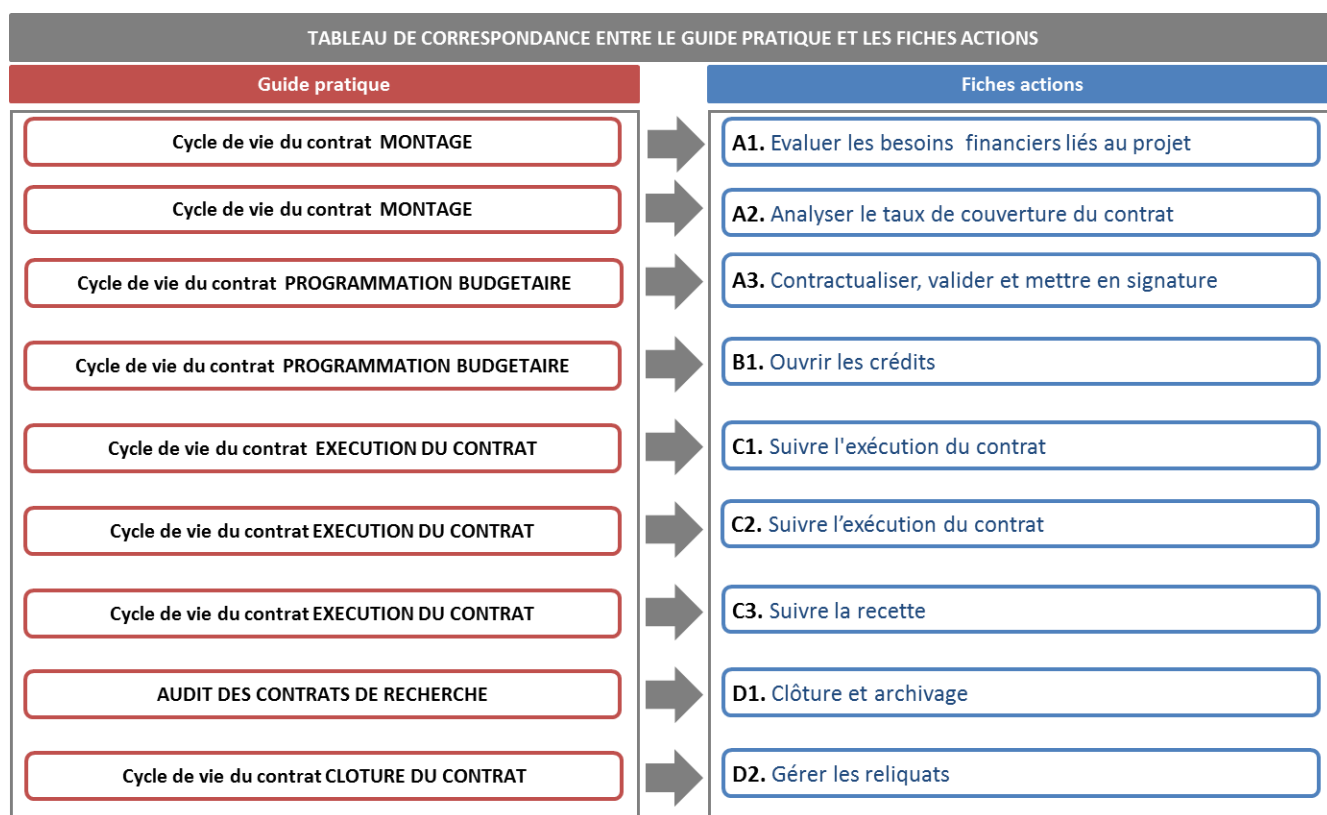 TABLEAU DE CORRESPONDANCE ENTRE LE GUIDE PRATIQUE ET LES FICHES ACTIONS
Guide pratique
Fiches actions
Cycle de vie du contrat MONTAGE
A1. Evaluer les besoins financiers liés au projet
Cycle de vie du contrat MONTAGE
A2. Analyser le taux de couverture du contrat
Cycle de vie du contrat PROGRAMMATION BUDGETAIRE
A3. Contractualiser, valider et mettre en signature
Cycle de vie du contrat PROGRAMMATION BUDGETAIRE
B1. Ouvrir les crédits
Cycle de vie du contrat EXECUTION DU CONTRAT
C1. Suivre l'exécution du contrat
Cycle de vie du contrat EXECUTION DU CONTRAT
C2. Suivre l’exécution du contrat
Cycle de vie du contrat EXECUTION DU CONTRAT
C3. Suivre la recette
AUDIT DES CONTRATS DE RECHERCHE
D1. Clôture et archivage
Cycle de vie du contrat CLOTURE DU CONTRAT
D2. Gérer les reliquats